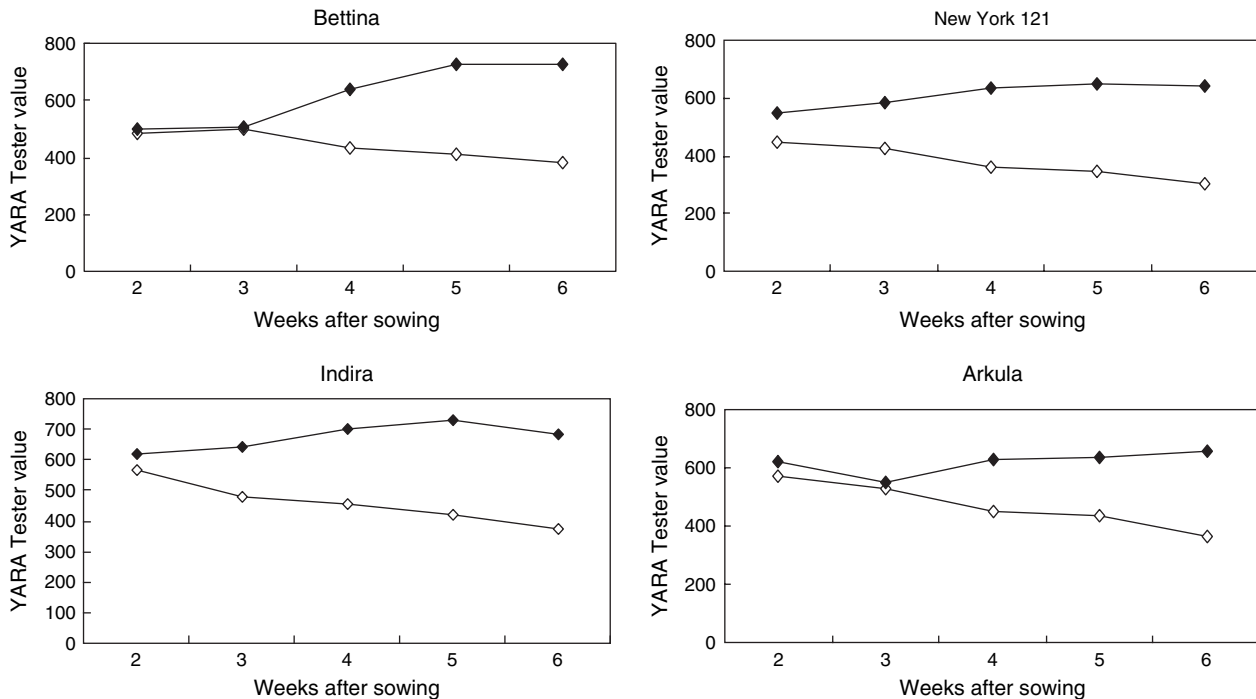 Bettina
YARA Tester value
800
600
400
200
0
2 3 4 5 6
Weeks after sowing
New York 121
YARA Tester value
800
600
400
200
0
2 3 4 5 6
Weeks after sowing
Indira
YARA Tester value
800
700
600
500
400
300
200
100
0
2 3 4 5 6
Weeks after sowing
Arkula
YARA Tester value
800
600
400
200
0
2 3 4 5 6
Weeks after sowing